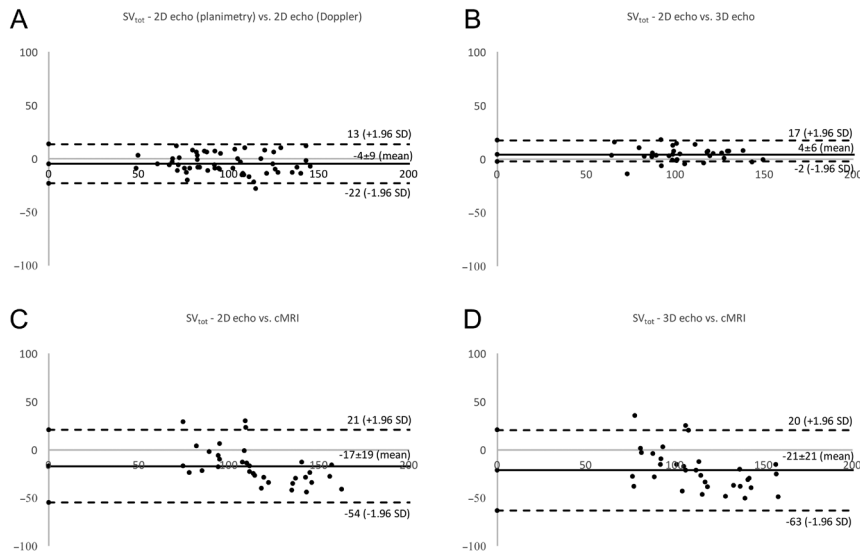 A
SVtot - 2D echo (planimetry) vs. 2D echo (Doppler)
100
50
13 (+1.96 SD)
-4±9 (mean)
0
0 50 100 150 200
-22 (-1.96 SD)
−50
−100
B
SVtot - 2D echo vs. 3D echo
100
50
17 (+1.96 SD)
4±6 (mean)
0
0 50 100 150 200
-2 (-1.96 SD)
−50
−100
C
SVtot - 2D echo vs. cMRI
100
50
21 (+1.96 SD)
0
-17±19 (mean)
0 50 100 150 200
−50
-54 (-1.96 SD)
−100
D
SVtot - 3D echo vs. cMRI
100
50
20 (+1.96 SD)
0
-21±21 (mean)
0 50 100 150 200
−50
-63 (-1.96 SD)
−100